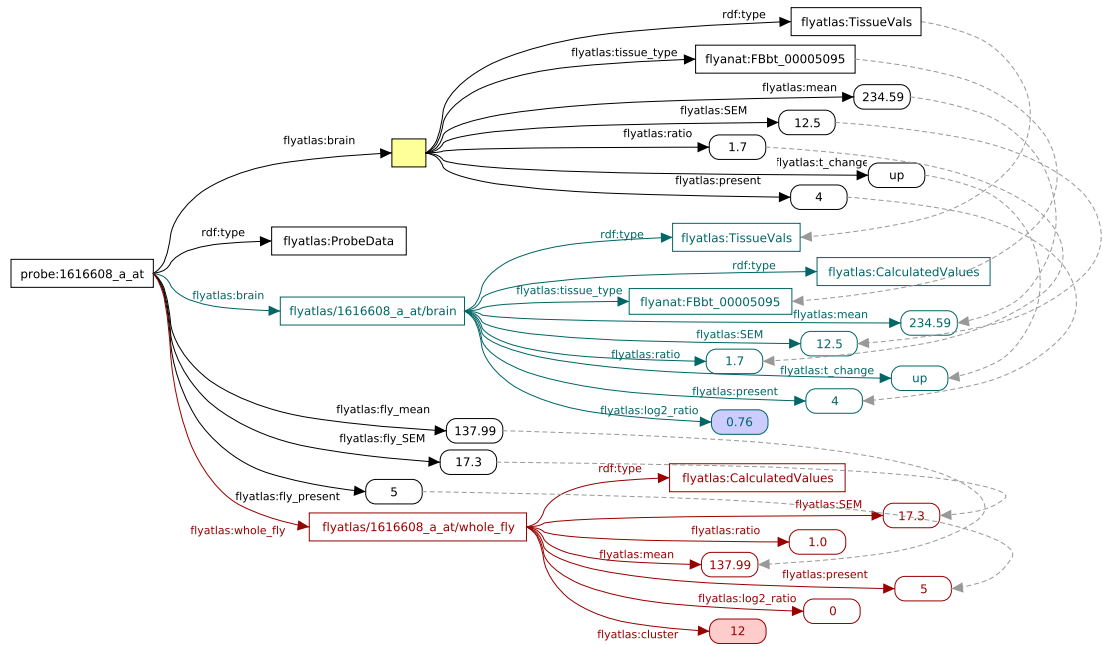 rdf:type
flyatlas:TissueVals
flyatlas:tissue_type
flyanat:FBbt_00005095
flyatlas:mean
234.59
flyatlas:SEM
12.5
flyatlas:ratio
1.7
flyatlas:brain
flyatlas:t_change
up
flyatlas:present
4
rdf:type
flyatlas:ProbeData
probe:1616608_a_at
rdf:type
flyatlas:TissueVals
rdf:type
flyatlas:CalculatedValues
flyatlas:brain
flyatlas/1616608_a_at/brain
flyatlas:tissue_type
flyanat:FBbt_00005095
flyatlas:mean
234.59
flyatlas:SEM
12.5
flyatlas:ratio
1.7
flyatlas:t_change
up
flyatlas:present
4
flyatlas:log2_ratio
0.76
flyatlas:fly_mean
137.99
flyatlas:fly_SEM
17.3
flyatlas:fly_present
5
flyatlas:whole_fly
flyatlas/1616608_a_at/whole_fly
rdf:type
flyatlas:CalculatedValues
flyatlas:SEM
17.3
flyatlas:ratio
1.0
flyatlas:mean
137.99
flyatlas:present
5
flyatlas:log2_ratio
0
flyatlas:cluster
12